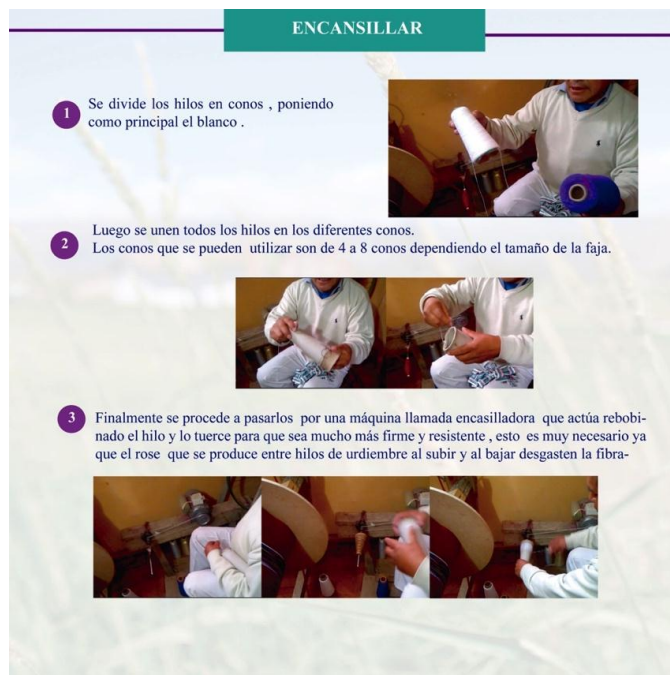 ENCANSILLAR
1
Se divide los hilos en conos , poniendo
como principal el blanco .
2
Luego se unen todos los hilos en los diferentes conos.
Los conos que se pueden utilizar son de 4 a 8 conos dependiendo el tamaño de la faja.
3
Finalmente se procede a pasarlos por una máquina llamada encasilladora que actúa rebobi-
nado el hilo y lo tuerce para que sea mucho más firme y resistente , esto es muy necesario ya
que el rose que se produce entre hilos de urdiembre al subir y al bajar desgasten la fibra-